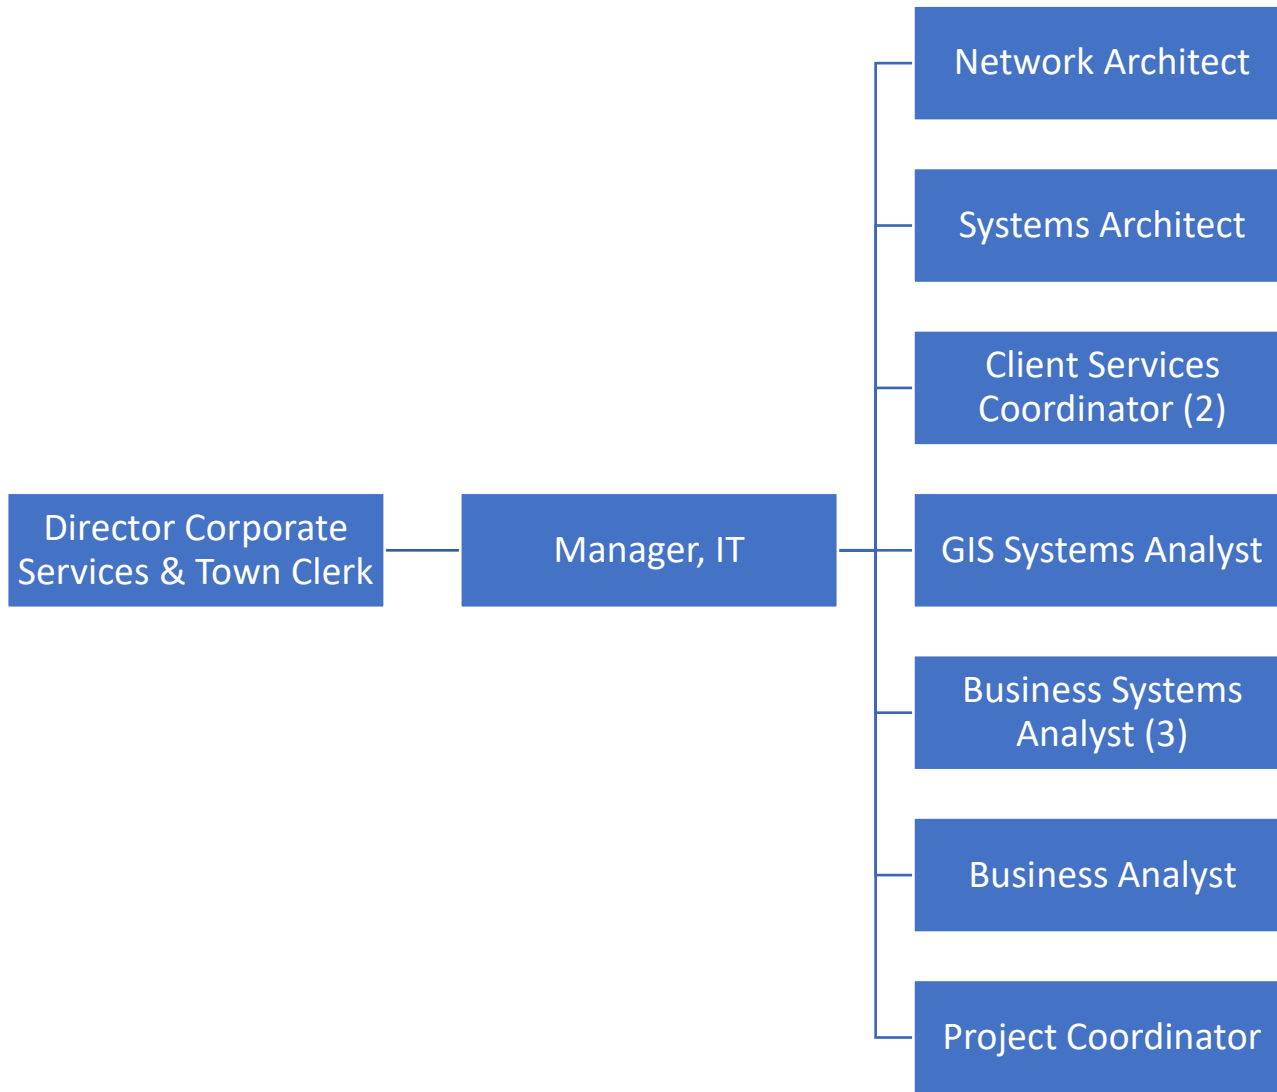 Network Architect
Systems Architect
Client Services
Coordinator (2)
Director Corporate
Services & Town Clerk
Manager, IT
GIS Systems Analyst
Business Systems
Analyst (3)
Business Analyst
Project Coordinator